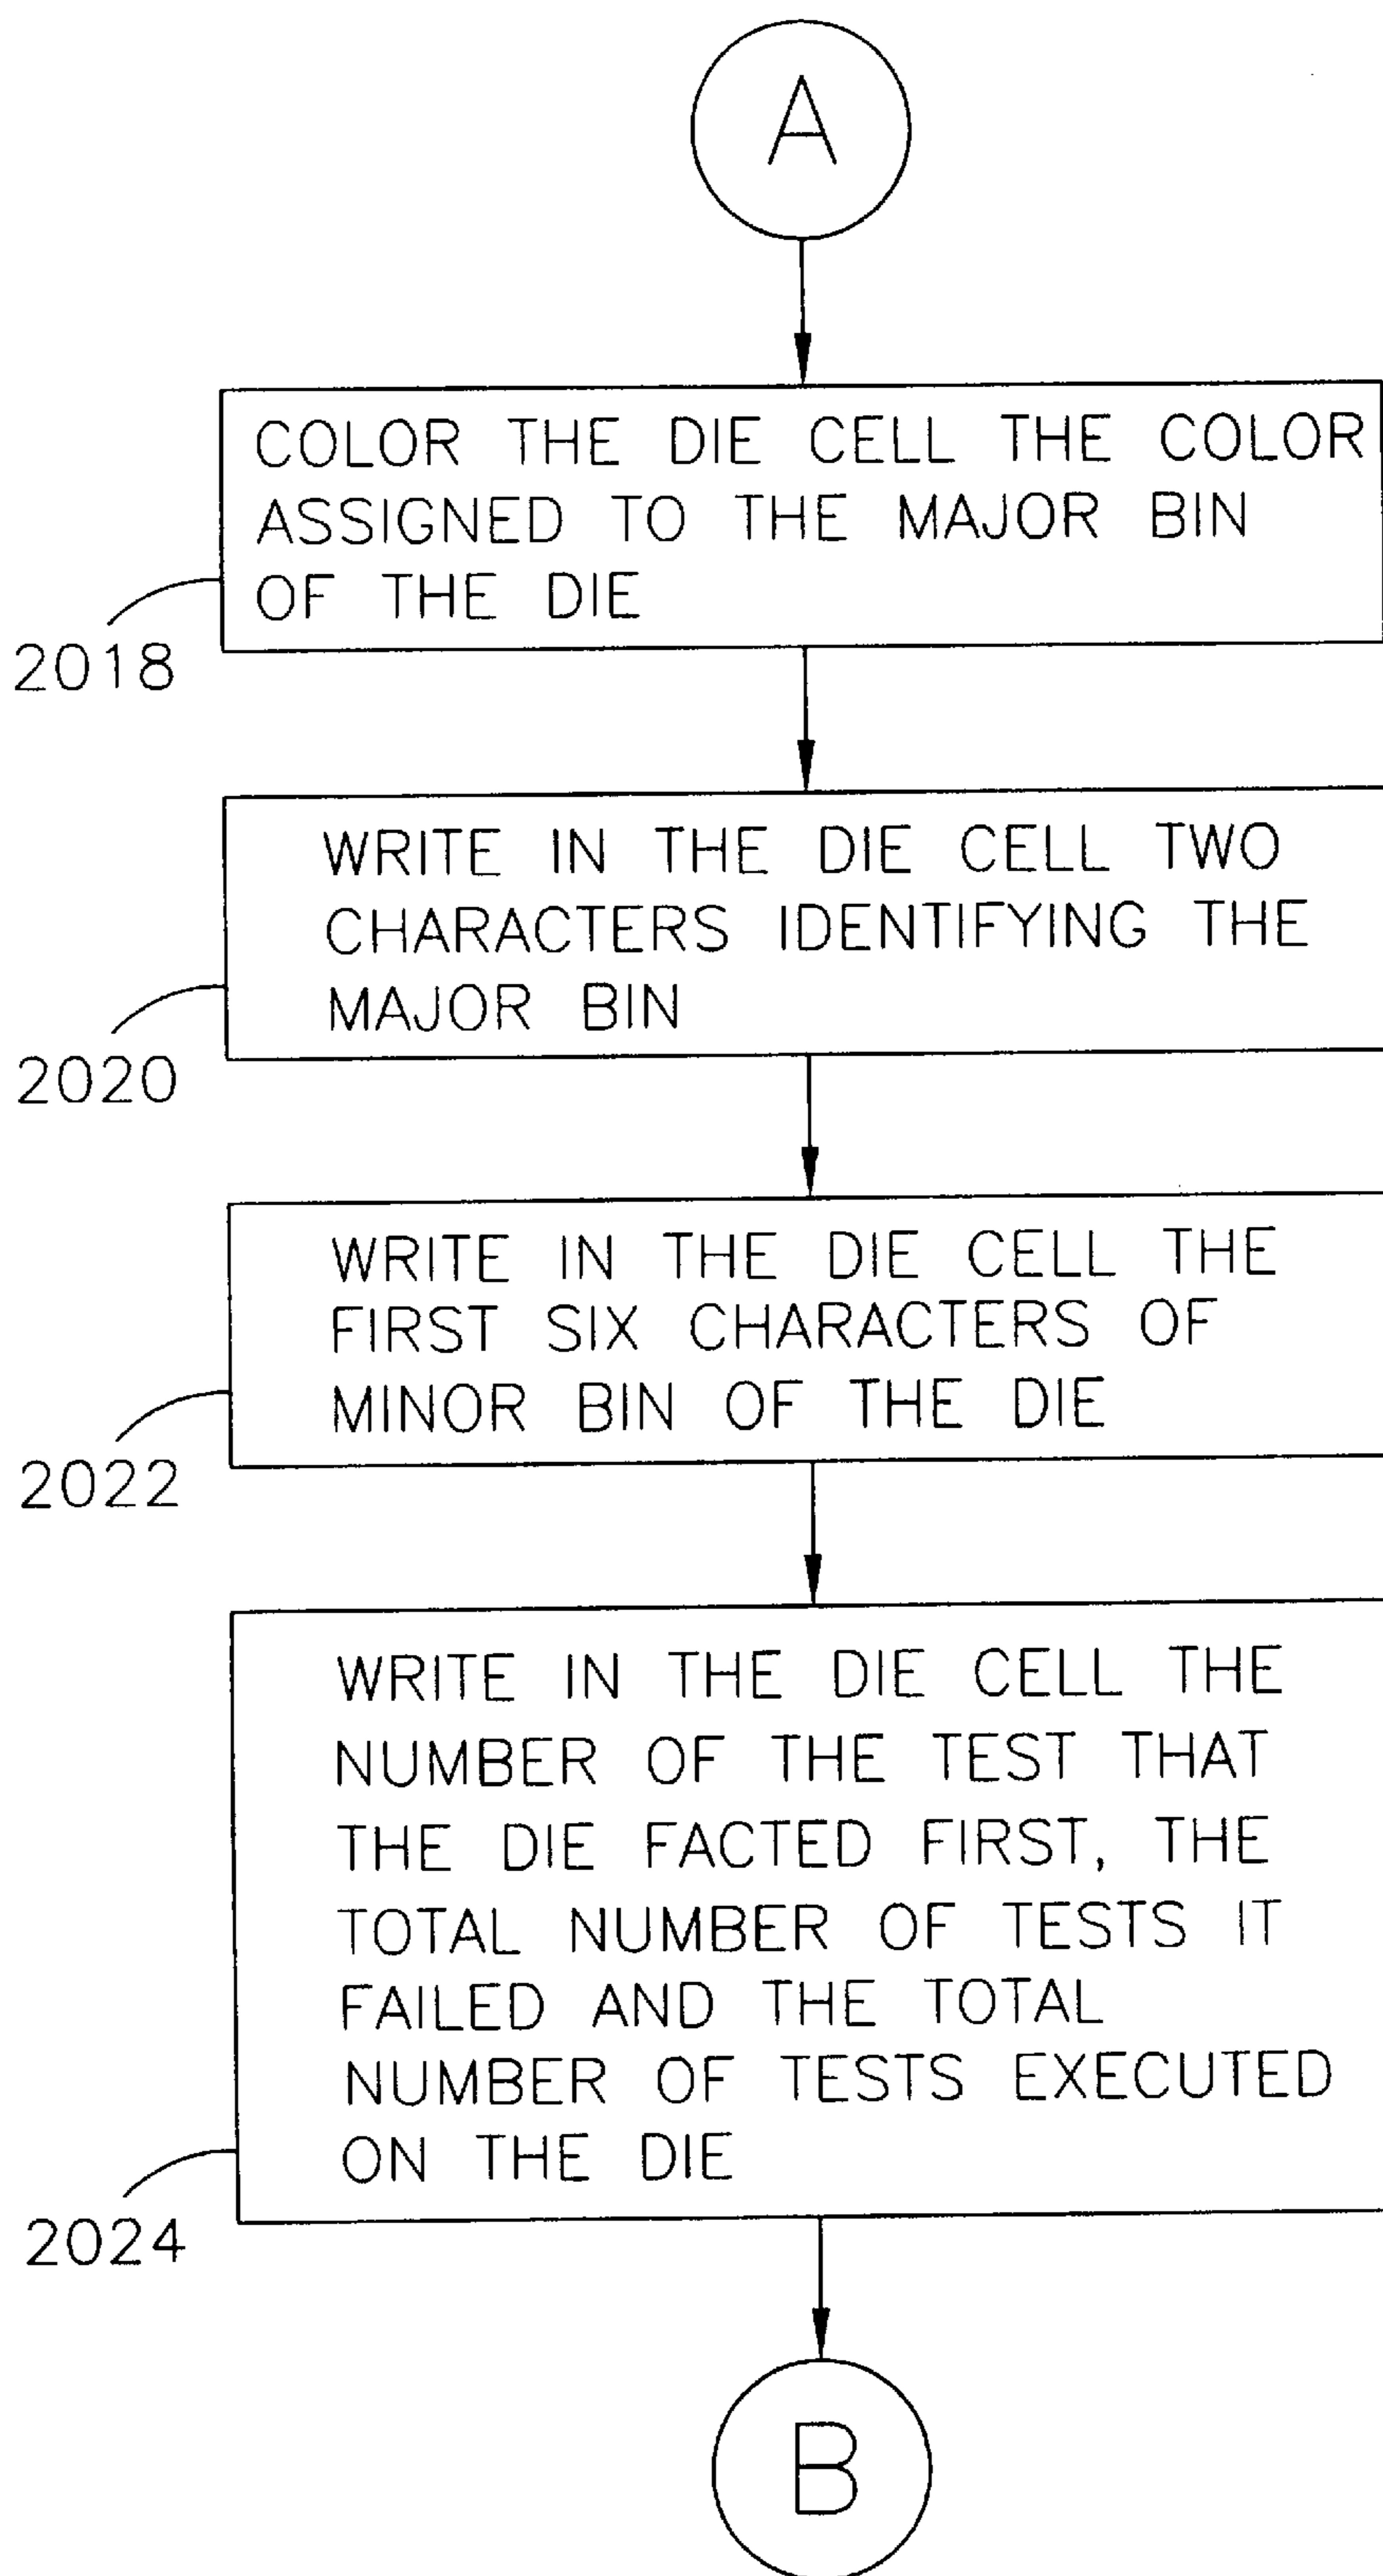 A
COLOR THE DIE CELL THE COLOR
ASSIGNED TO THE MAJOR BIN
OF THE DIE
2018
WRITE IN THE DIE CELL TWO
CHARACTERS IDENTIFYING THE
MAJOR BIN
2020
WRITE IN THE DIE CELL THE
FIRST SIX CHARACTERS OF
MINOR BIN OF THE DIE
2022
WRITE IN THE DIE CELL THE
NUMBER OF THE TEST THAT
THE DIE FACTED FIRST, THE
TOTAL NUMBER OF TESTS IT
FAILED AND THE TOTAL
NUMBER OF TESTS EXECUTED
ON THE DIE
2024
B